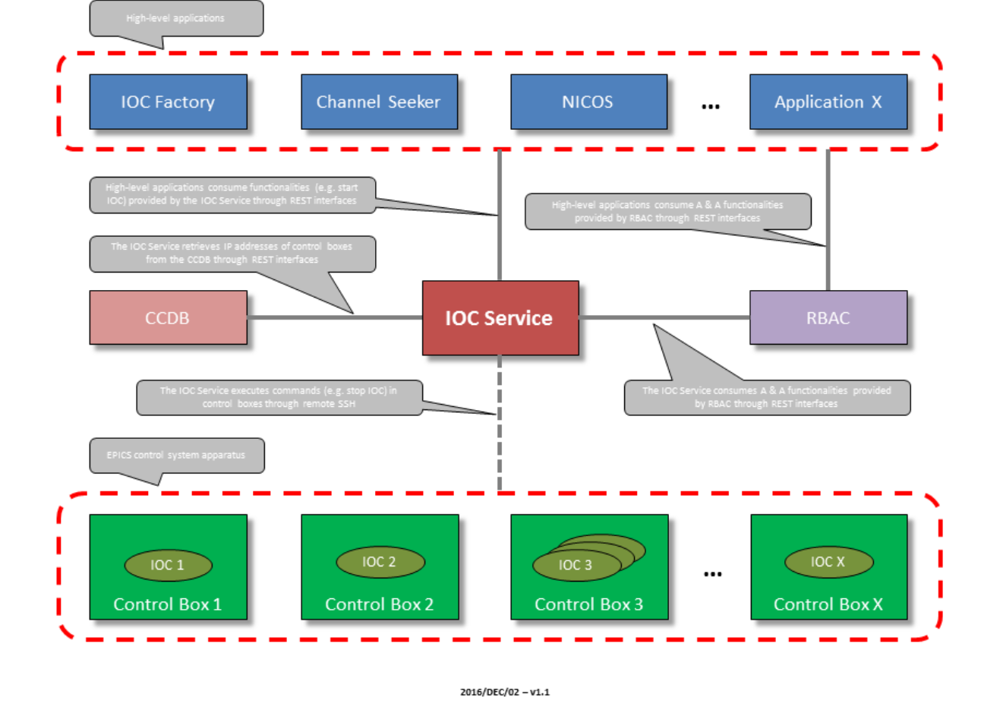 High-level applications
IOC Factory
Channel Seeker
NICOS
...
Application X
High-level applications consume functionalities (e.g. start
IOC) provided by the IOC Service through REST interfaces
High-level applications consume A & A functionalities
provided by RBAC through REST interfaces
The IOC Service retrieves IP addresses of control boxes
from the CCDB through REST interfaces
CCDB
IOC Service
RBAC
The IOC Service executes commands (e.g. stop IOC) in
control boxes through remote SSH
The IOC Service consumes A & A functionalities provided
by RBAC through REST interfaces
EPICS control system apparatus
IOC 1
Control Box 1
IOC 2
Control Box 2
IOC 3
Control Box 3
...
IOC X
Control Box X
2016/DEC/02 – v1.1